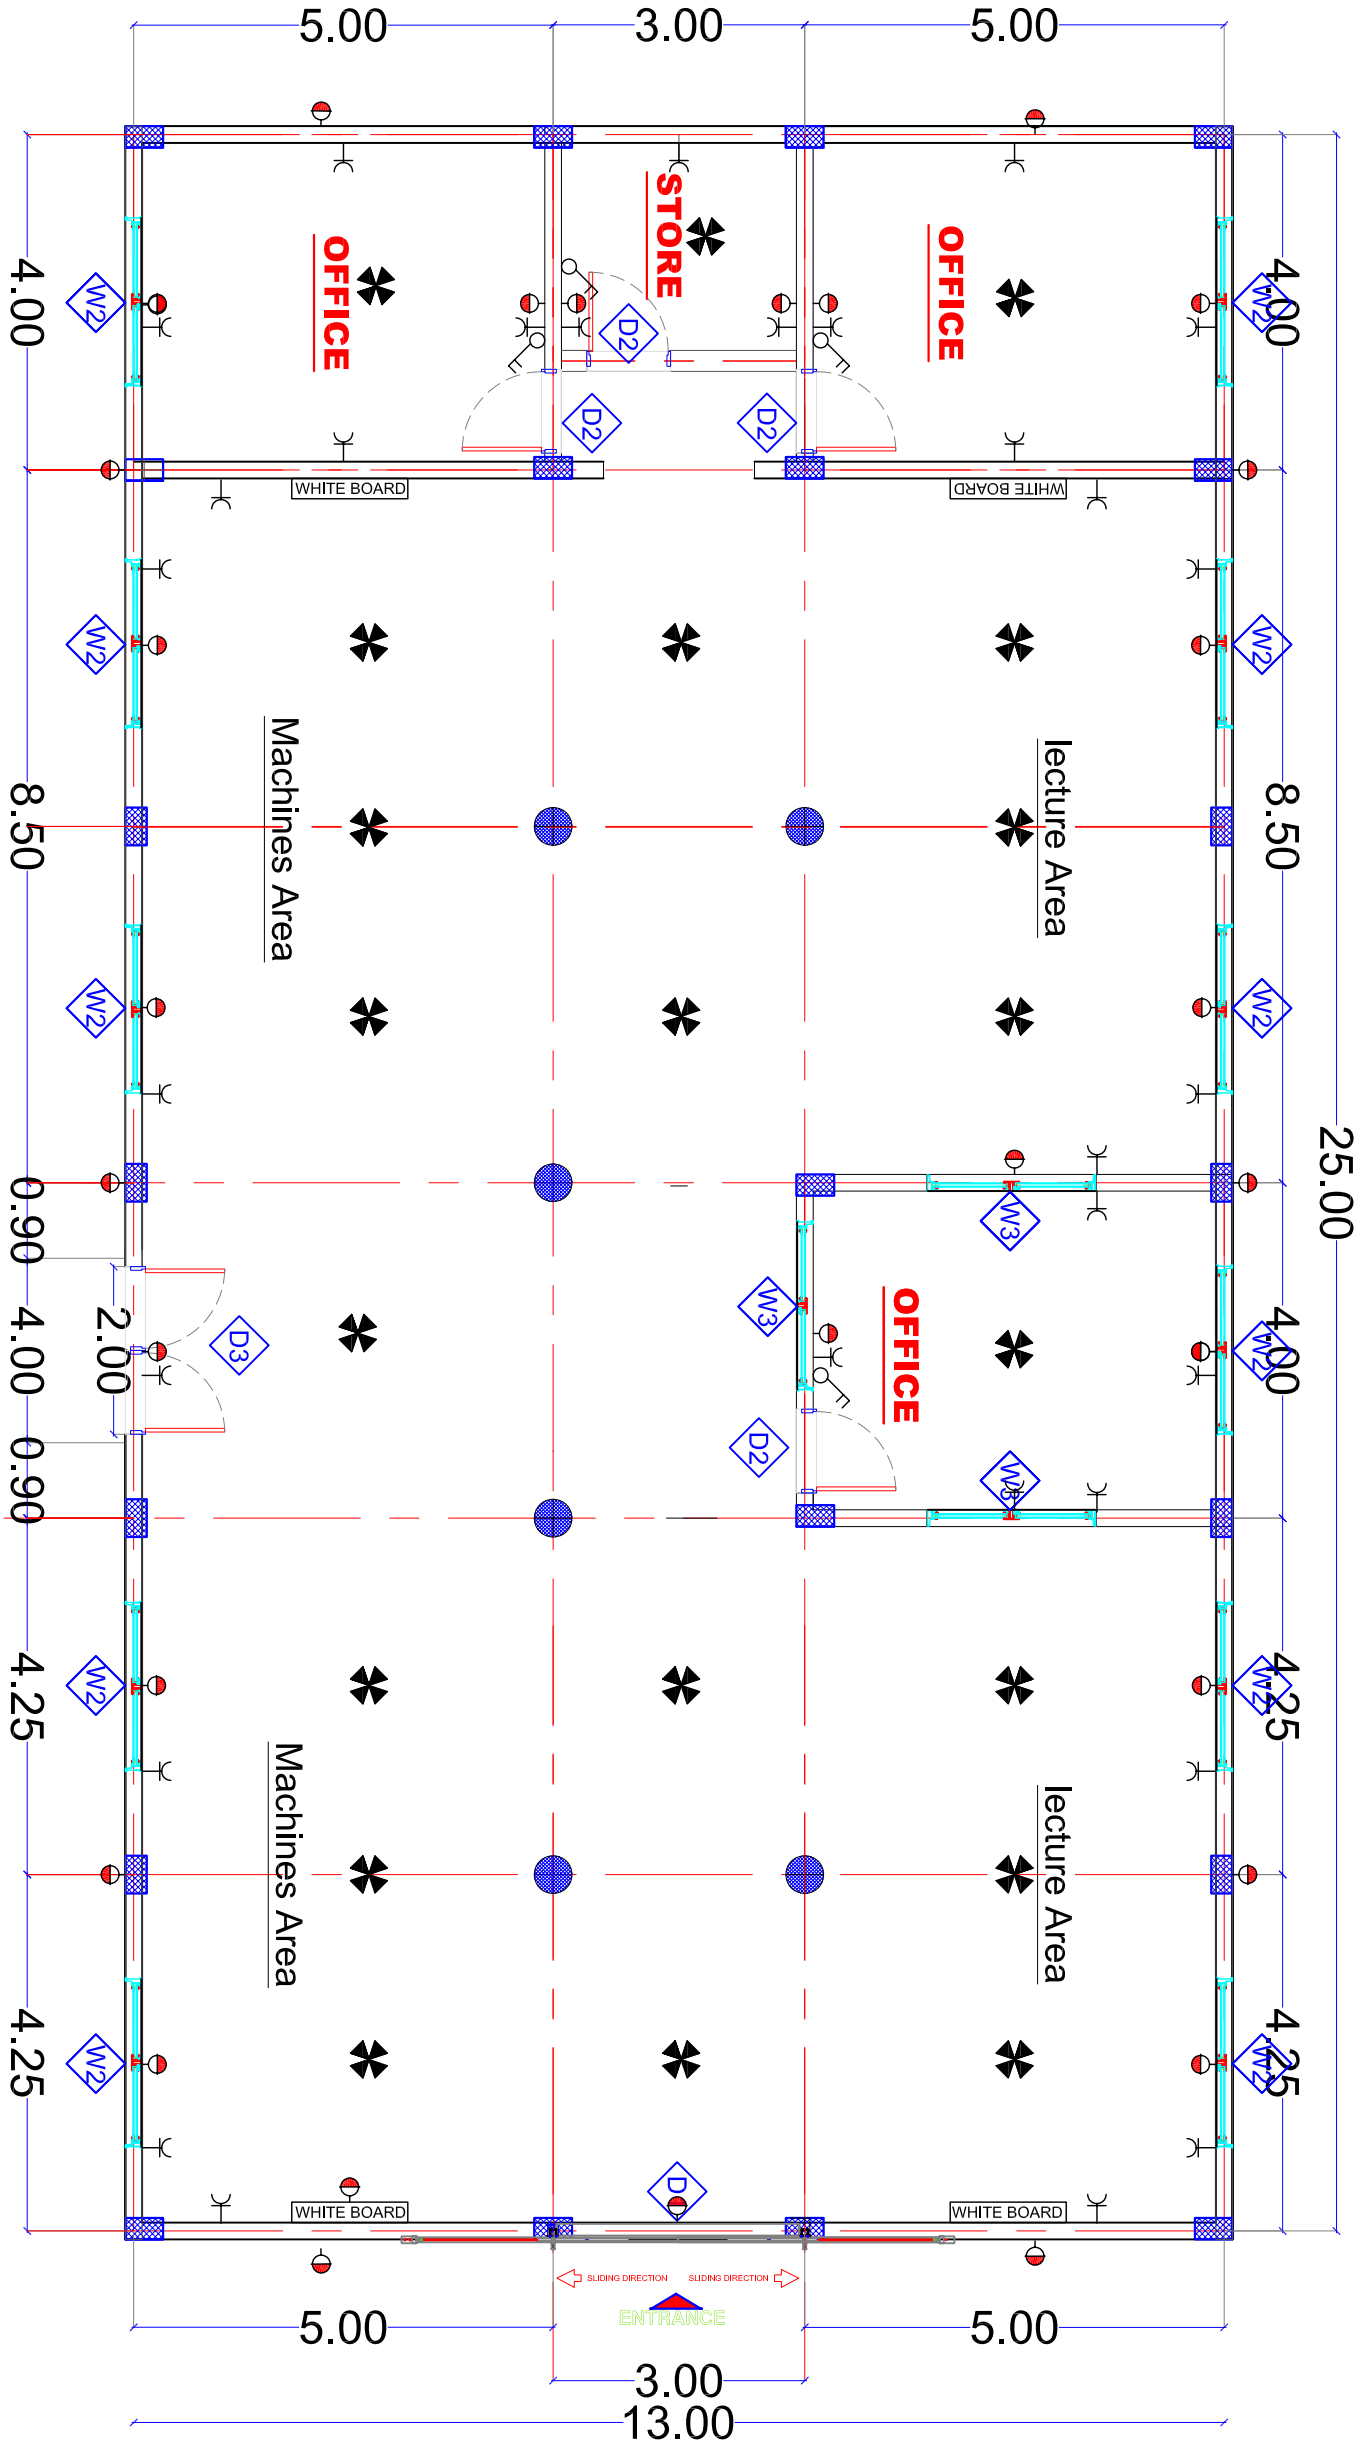 5.00
3.00
5.00
4.00
W2
OFFICE
STORE
OFFICE
4.00
W2
D2
D2
D2
WHITE BOARD
WHITE BOARD
W2
W2
Machines Area
lecture Area
8.50
8.50
W2
W2
25.00
0.90
4.00
0.90
2.00
D3
W3
W3
OFFICE
4.00
W2
D2
W3
W2
4.25
4.25
W2
Machines Area
lecture Area
4.25
W2
4.25
W2
D
WHITE BOARD
WHITE BOARD
SLIDING DIRECTION
SLIDING DIRECTION
ENTRANCE
5.00
5.00
3.00
13.00